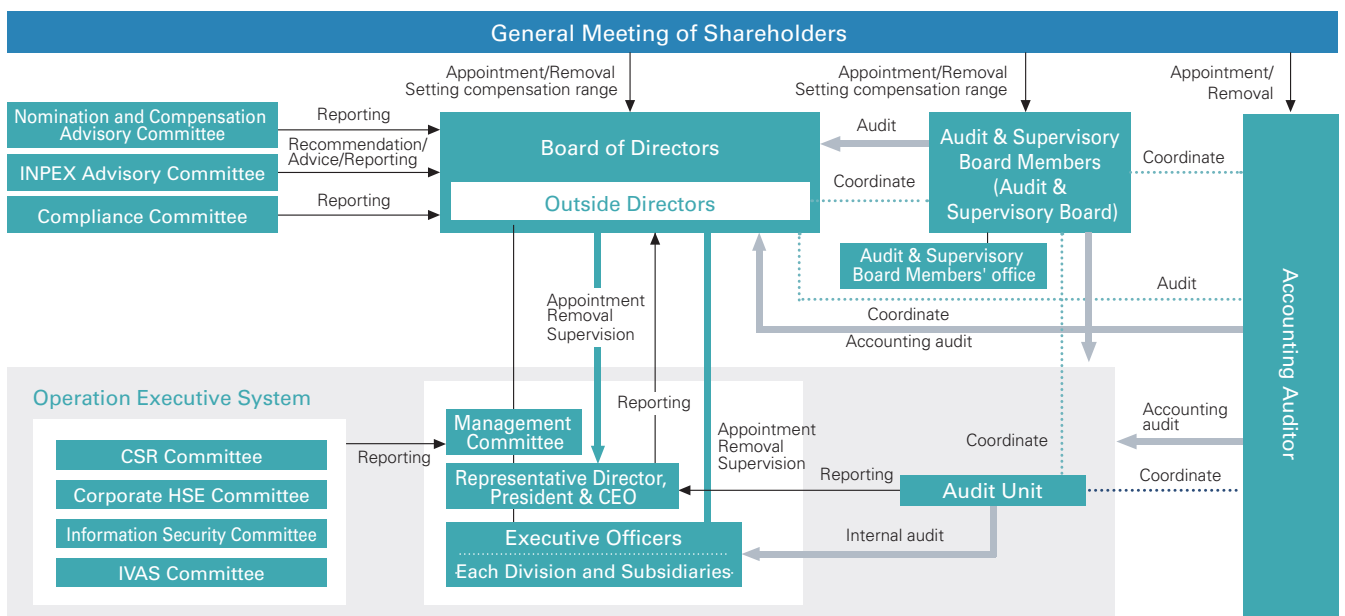 General Meeting of Shareholders
Appointment/Removal
Setting compensation range
Appointment/Removal
Setting compensation range
Appointment/
Removal
Nomination and Compensation
Advisory Committee
Reporting
INPEX Advisory Committee
Recommendation/
Advice/Reporting
Compliance Committee
Reporting
Board of Directors
Outside Directors
Audit
Coordinate
Audit & Supervisory
Board Members
(Audit &
Supervisory Board)
Coordinate
Audit & Supervisory
Board Members' office
Audit
Coordinate
Accounting audit
Accounting Auditor
Appointment
Removal
Supervision
Operation Executive System
CSR Committee
Corporate HSE Committee
Information Security Committee
IVAS Committee
Reporting
Management
Committee
Reporting
Representative Director,
President & CEO
Appointment
Removal
Supervision
Executive Officers
Each Division and Subsidiaries
Reporting
Audit Unit
Coordinate
Internal audit
Accounting
audit
Coordinate